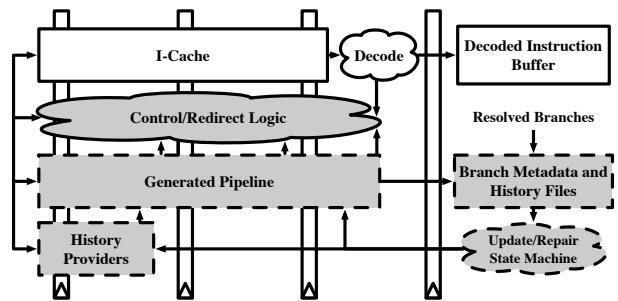 I-Cache
Decode
Decoded Instruction
Buffer
Control/Redirect Logic
Resolved Branches
Generated Pipeline
Branch Metadata and
History Files
History
Providers
Update/Repair
State Machine